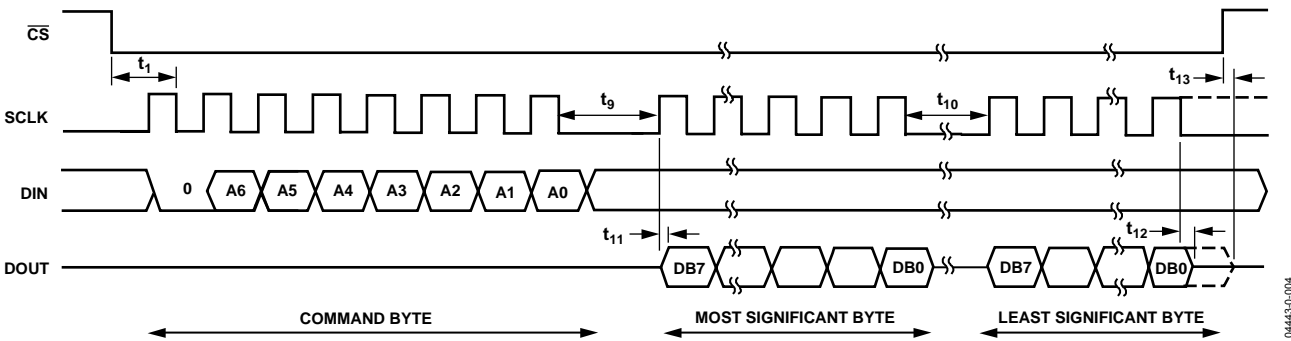 CS
t1
t13
SCLK
t9
t10
DIN
0 A6 A5 A4 A3 A2 A1 A0
t11
t12
DOUT
DB7 DB0 DB7 DB0
COMMAND BYTE MOST SIGNIFICANT BYTE LEAST SIGNIFICANT BYTE
04443-0-004